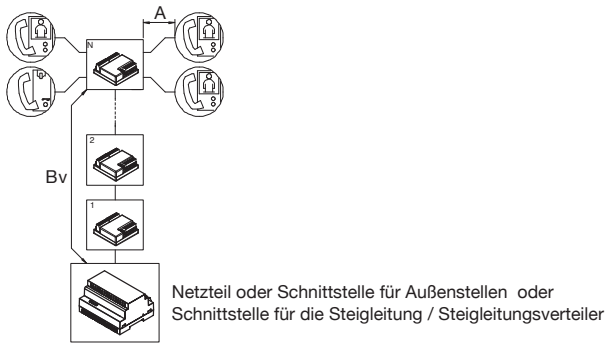 A
N
2
Bv
1
Netzteil oder Schnittstelle für Außenstellen oder
Schnittstelle für die Steigleitung / Steigleitungsverteiler